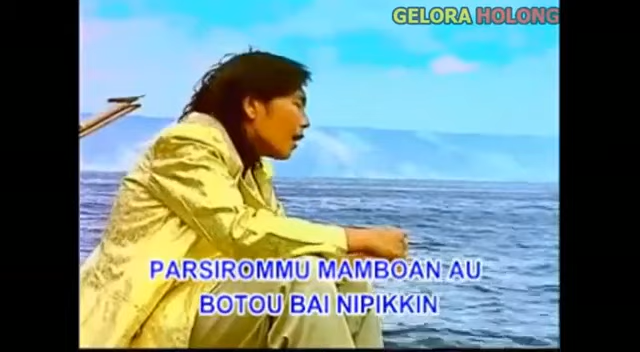 GELORA HOLONG
PARSIROMMU MAMBOAN AU
BOTOU BAI NIPIKKIN